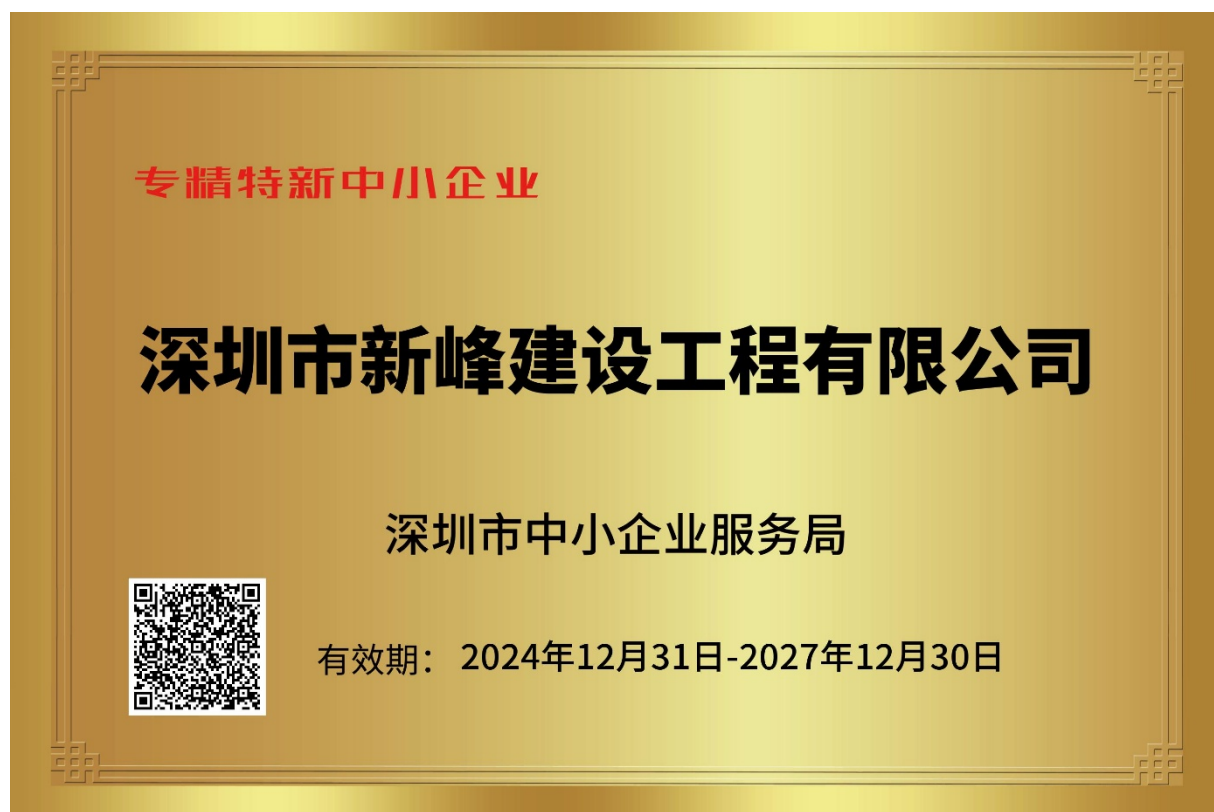 专精特新中小企业
深圳市新峰建设工程有限公司
深圳市中小企业服务局
有效期： 2024年12月31日-2027年12月30日